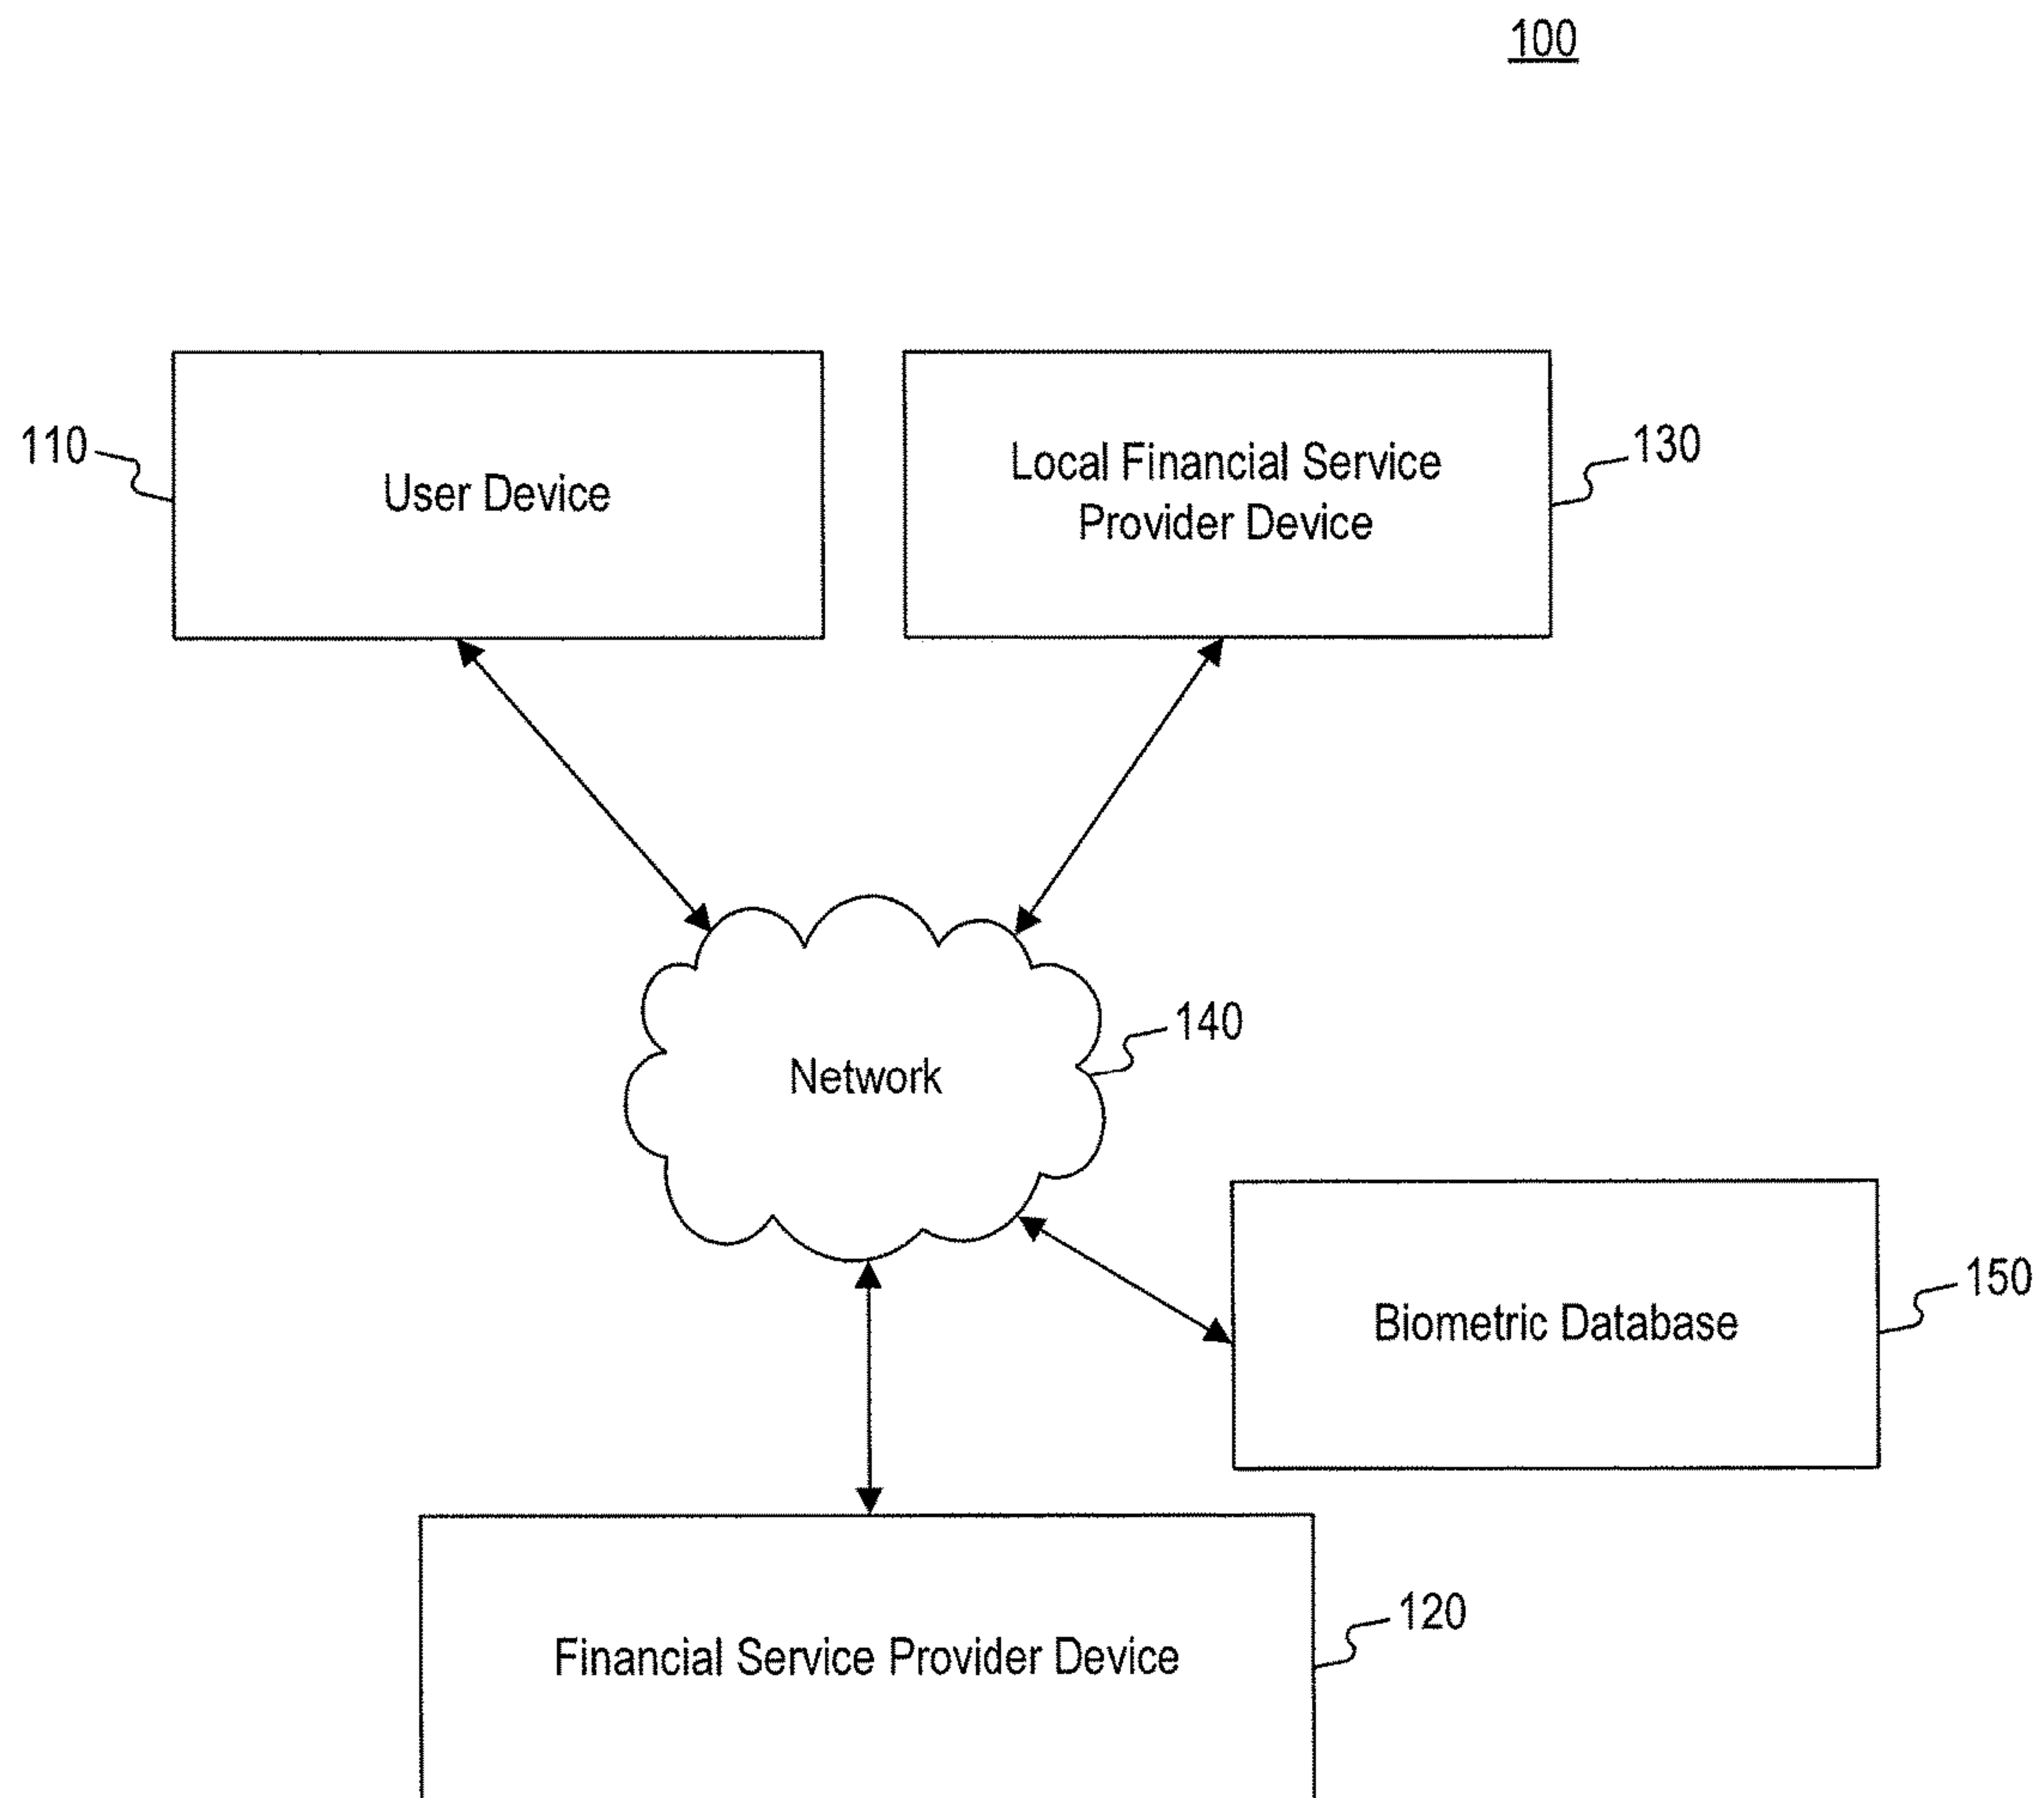 100
110
User Device
Local Financial Service
Provider Device
130
Network
140
Biometric Database
150
Financial Service Provider Device
120